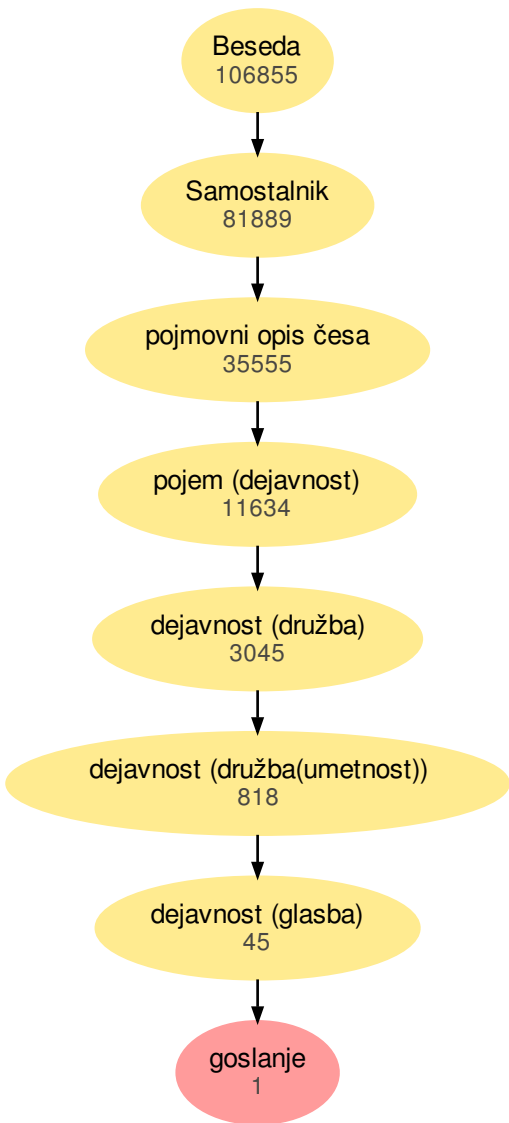 Beseda
106855
Samostalnik
81889
pojmovni opis česa
35555
pojem (dejavnost)
11634
dejavnost (družba)
3045
dejavnost (družba(umetnost))
818
dejavnost (glasba)
45
goslanje
1